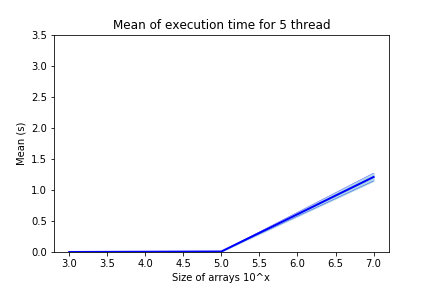 Mean of execution time for 5 thread
3.5
3.0
2.5
2.0
1.5
1.0
0.5
0.0
Mean (s)
3.0 3.5 4.0 4.5 5.0 5.5 6.0 6.5 7.0
Size of arrays 10^x